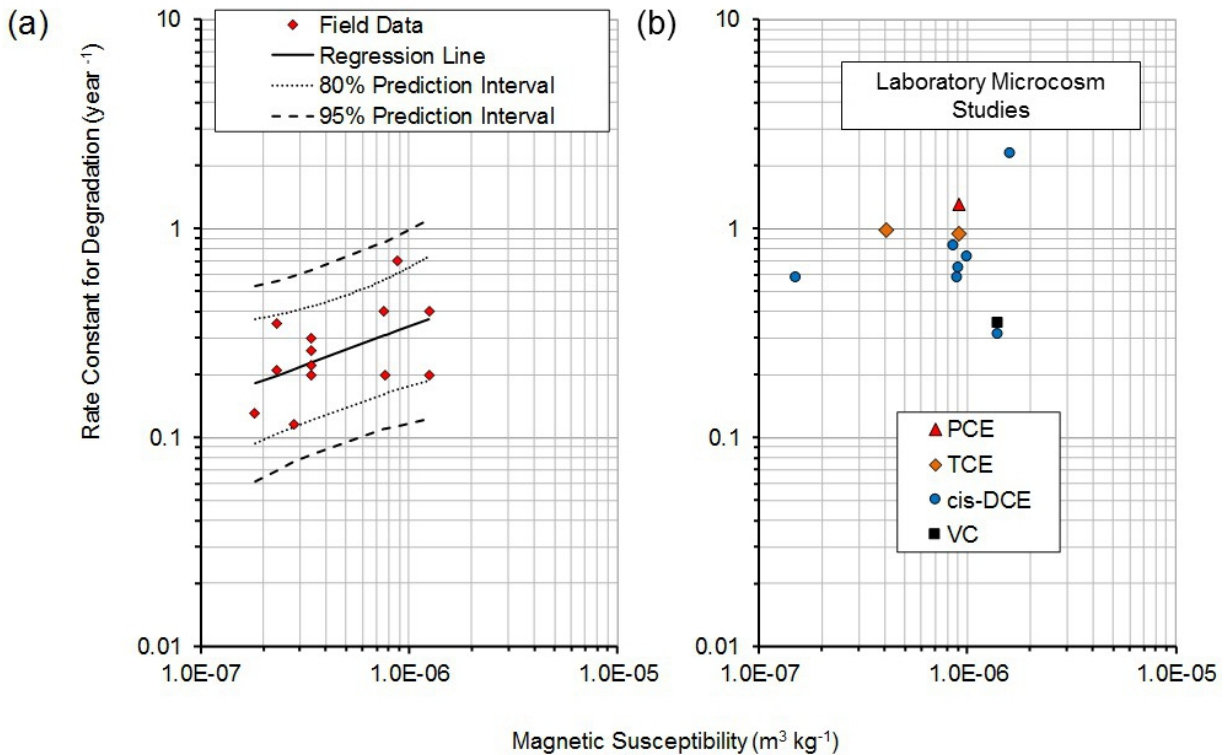 (a)
Rate Constant for Degradation (year ⁻¹)
10
1
0.1
0.01
1.0E-07
1.0E-06
1.0E-05
Field Data
Regression Line
80% Prediction Interval
95% Prediction Interval
(b)
10
1
0.1
0.01
1.0E-07
1.0E-06
1.0E-05
Laboratory Microcosm
Studies
PCE
TCE
cis-DCE
VC
Magnetic Susceptibility (m³ kg⁻¹)